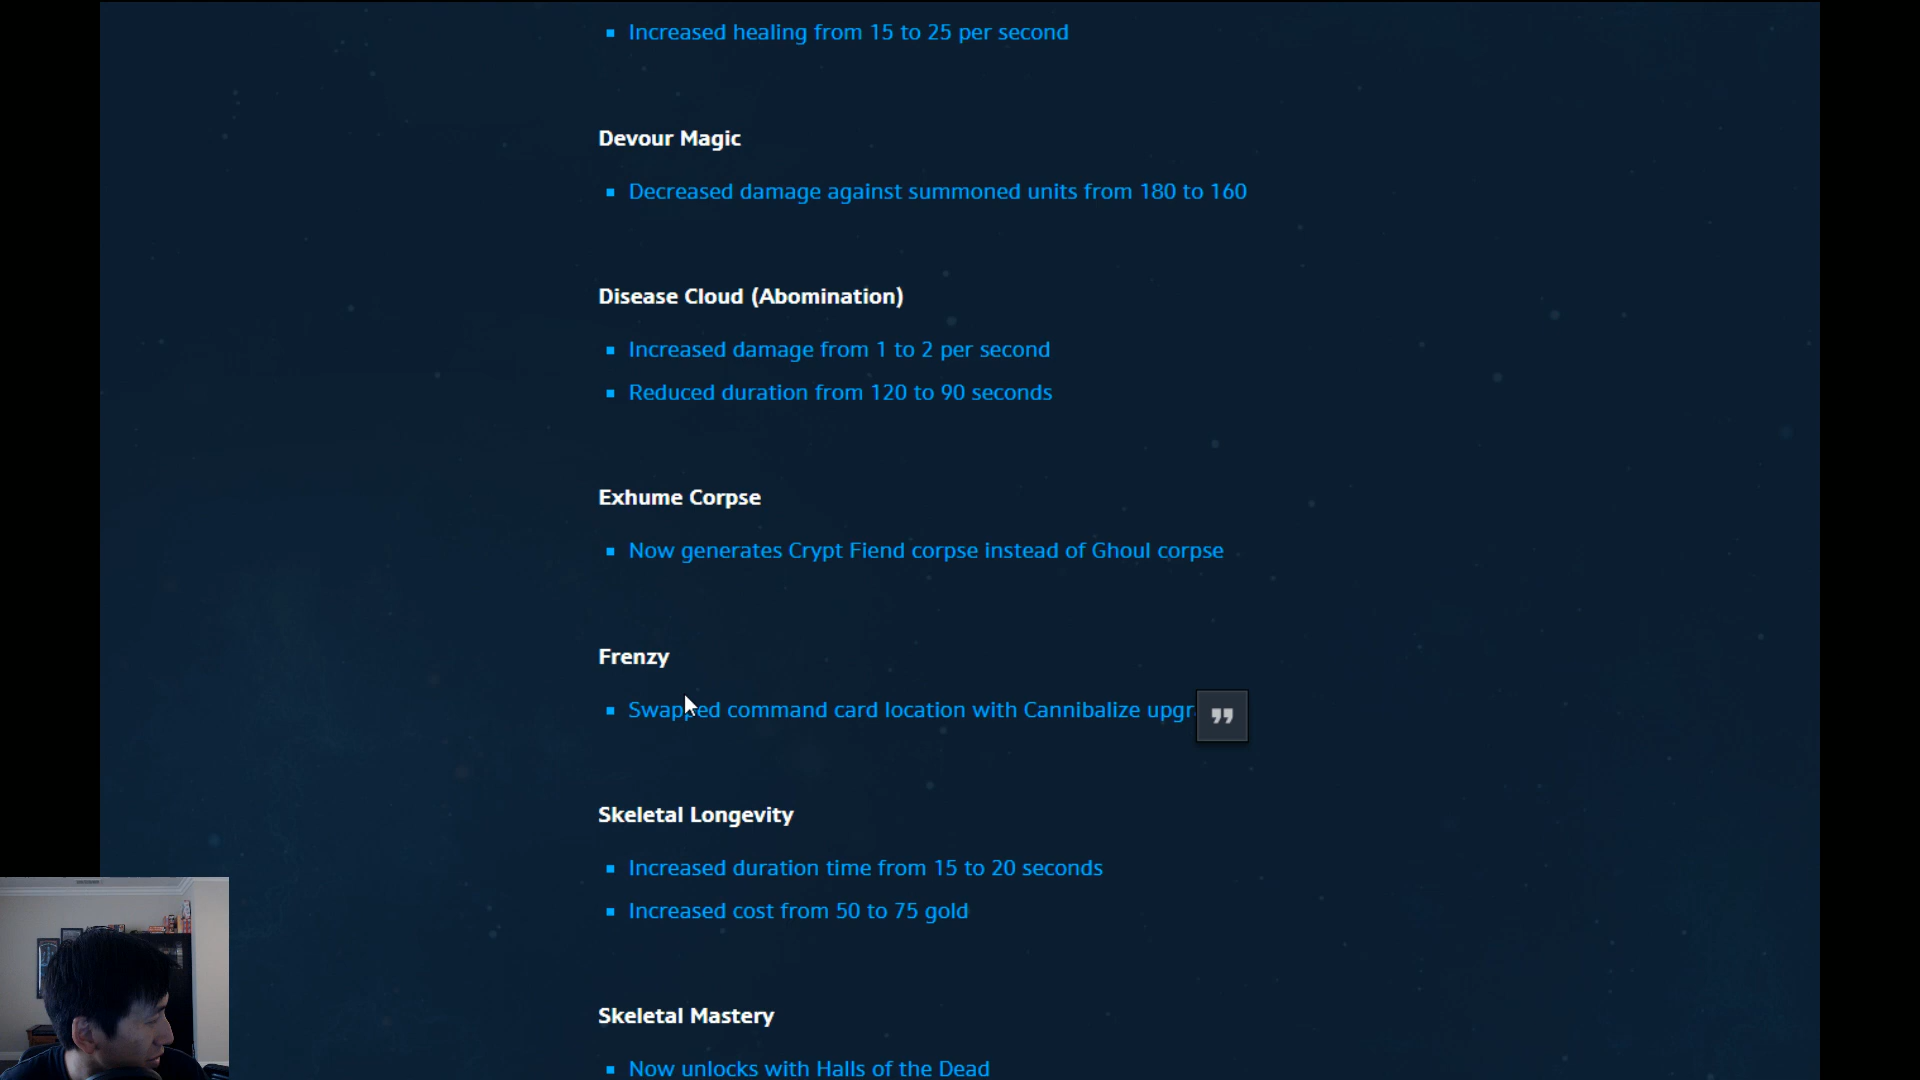 Increased healing from 15 to 25 per second
Devour Magic
Decreased damage against summoned units from 180 to 160
Disease Cloud (Abomination)
Increased damage from 1 to 2 per second
Reduced duration from 120 to 90 seconds
Exhume Corpse
Now generates Crypt Fiend corpse instead of Ghoul corpse
Frenzy
Swapped command card location with Cannibalize upgr
Skeletal Longevity
Increased duration time from 15 to 20 seconds
Increased cost from 50 to 75 gold
Skeletal Mastery
Now unlocks with Halls of the Dead